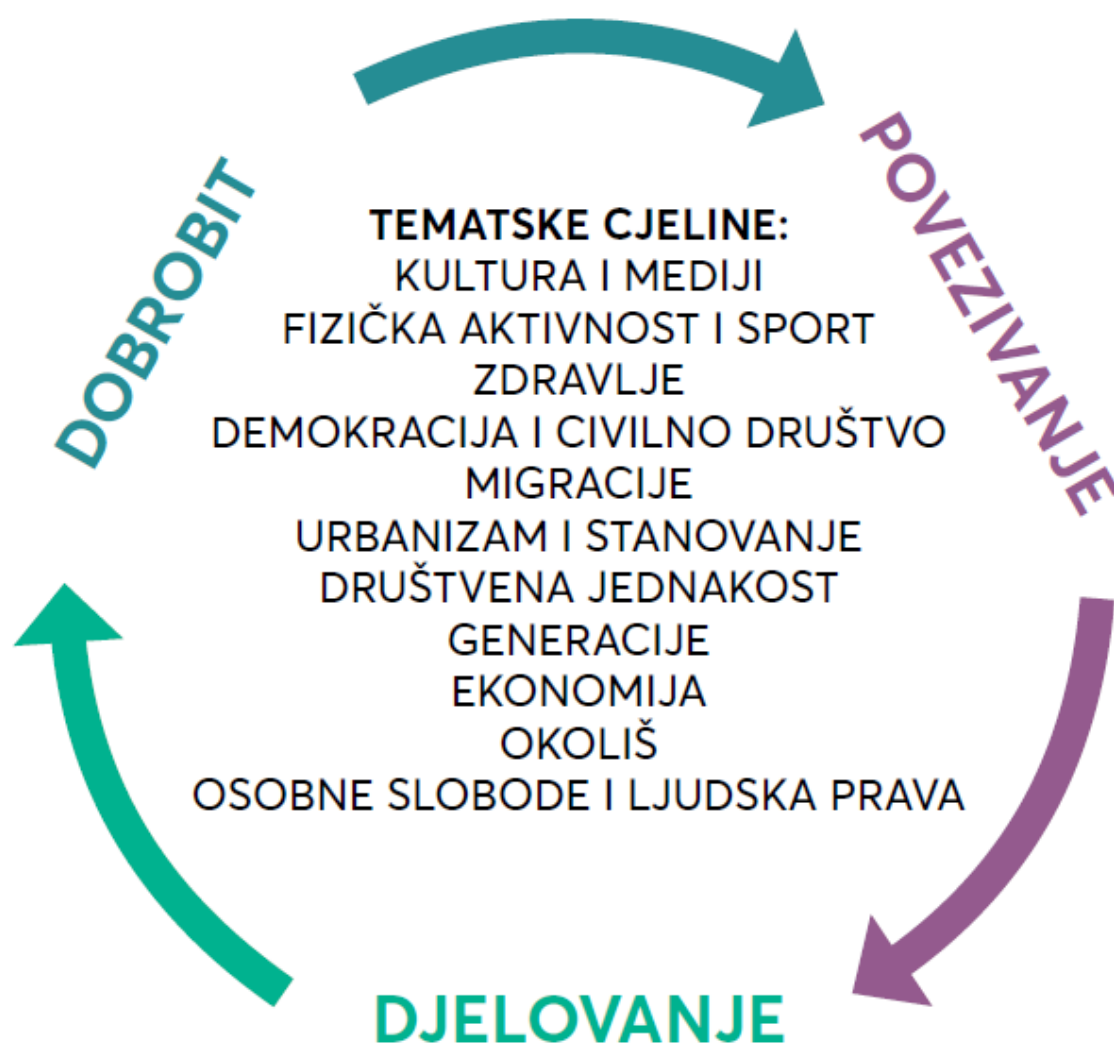 DOBROBIT
POVEZIVANJE
TEMATSKE CJELINE:
KULTURA I MEDIJI
FIZIČKA AKTIVNOST I SPORT
ZDRAVLJE
DEMOKRACIJA I CIVILNO DRUŠTVO
MIGRACIJE
URBANIZAM I STANOVANJE
DRUŠTVENA JEDNAKOST
GENERACIJE
EKONOMIJA
OKOLIŠ
OSOBNE SLOBODE I LJUDSKA PRAVA
DJELOVANJE